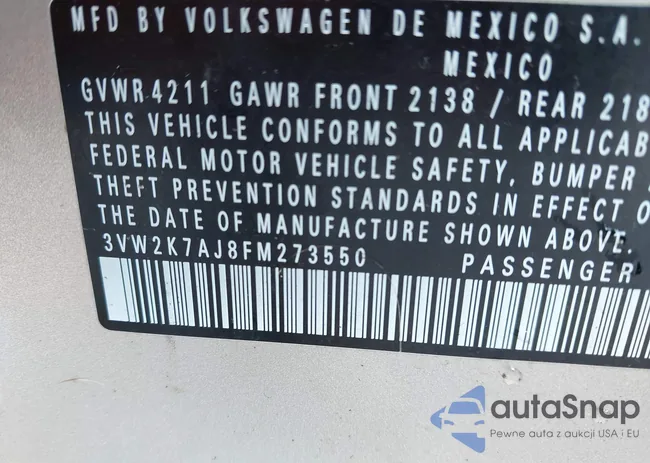 MFD BY VOLKSWAGEN DE MEXICO S.A.
MEXICO
GVWR 4211 GAWR FRONT 2138 / REAR 218
THIS VEHICLE CONFORMS TO ALL APPLICAB
FEDERAL MOTOR VEHICLE SAFETY, BUMPER
THEFT PREVENTION STANDARDS IN EFFECT O
THE DATE OF MANUFACTURE SHOWN ABOVE.
3VW2K7AJ8FM273550 PASSENGER
autaSnap
Pewne auta z aukcji USA i EU